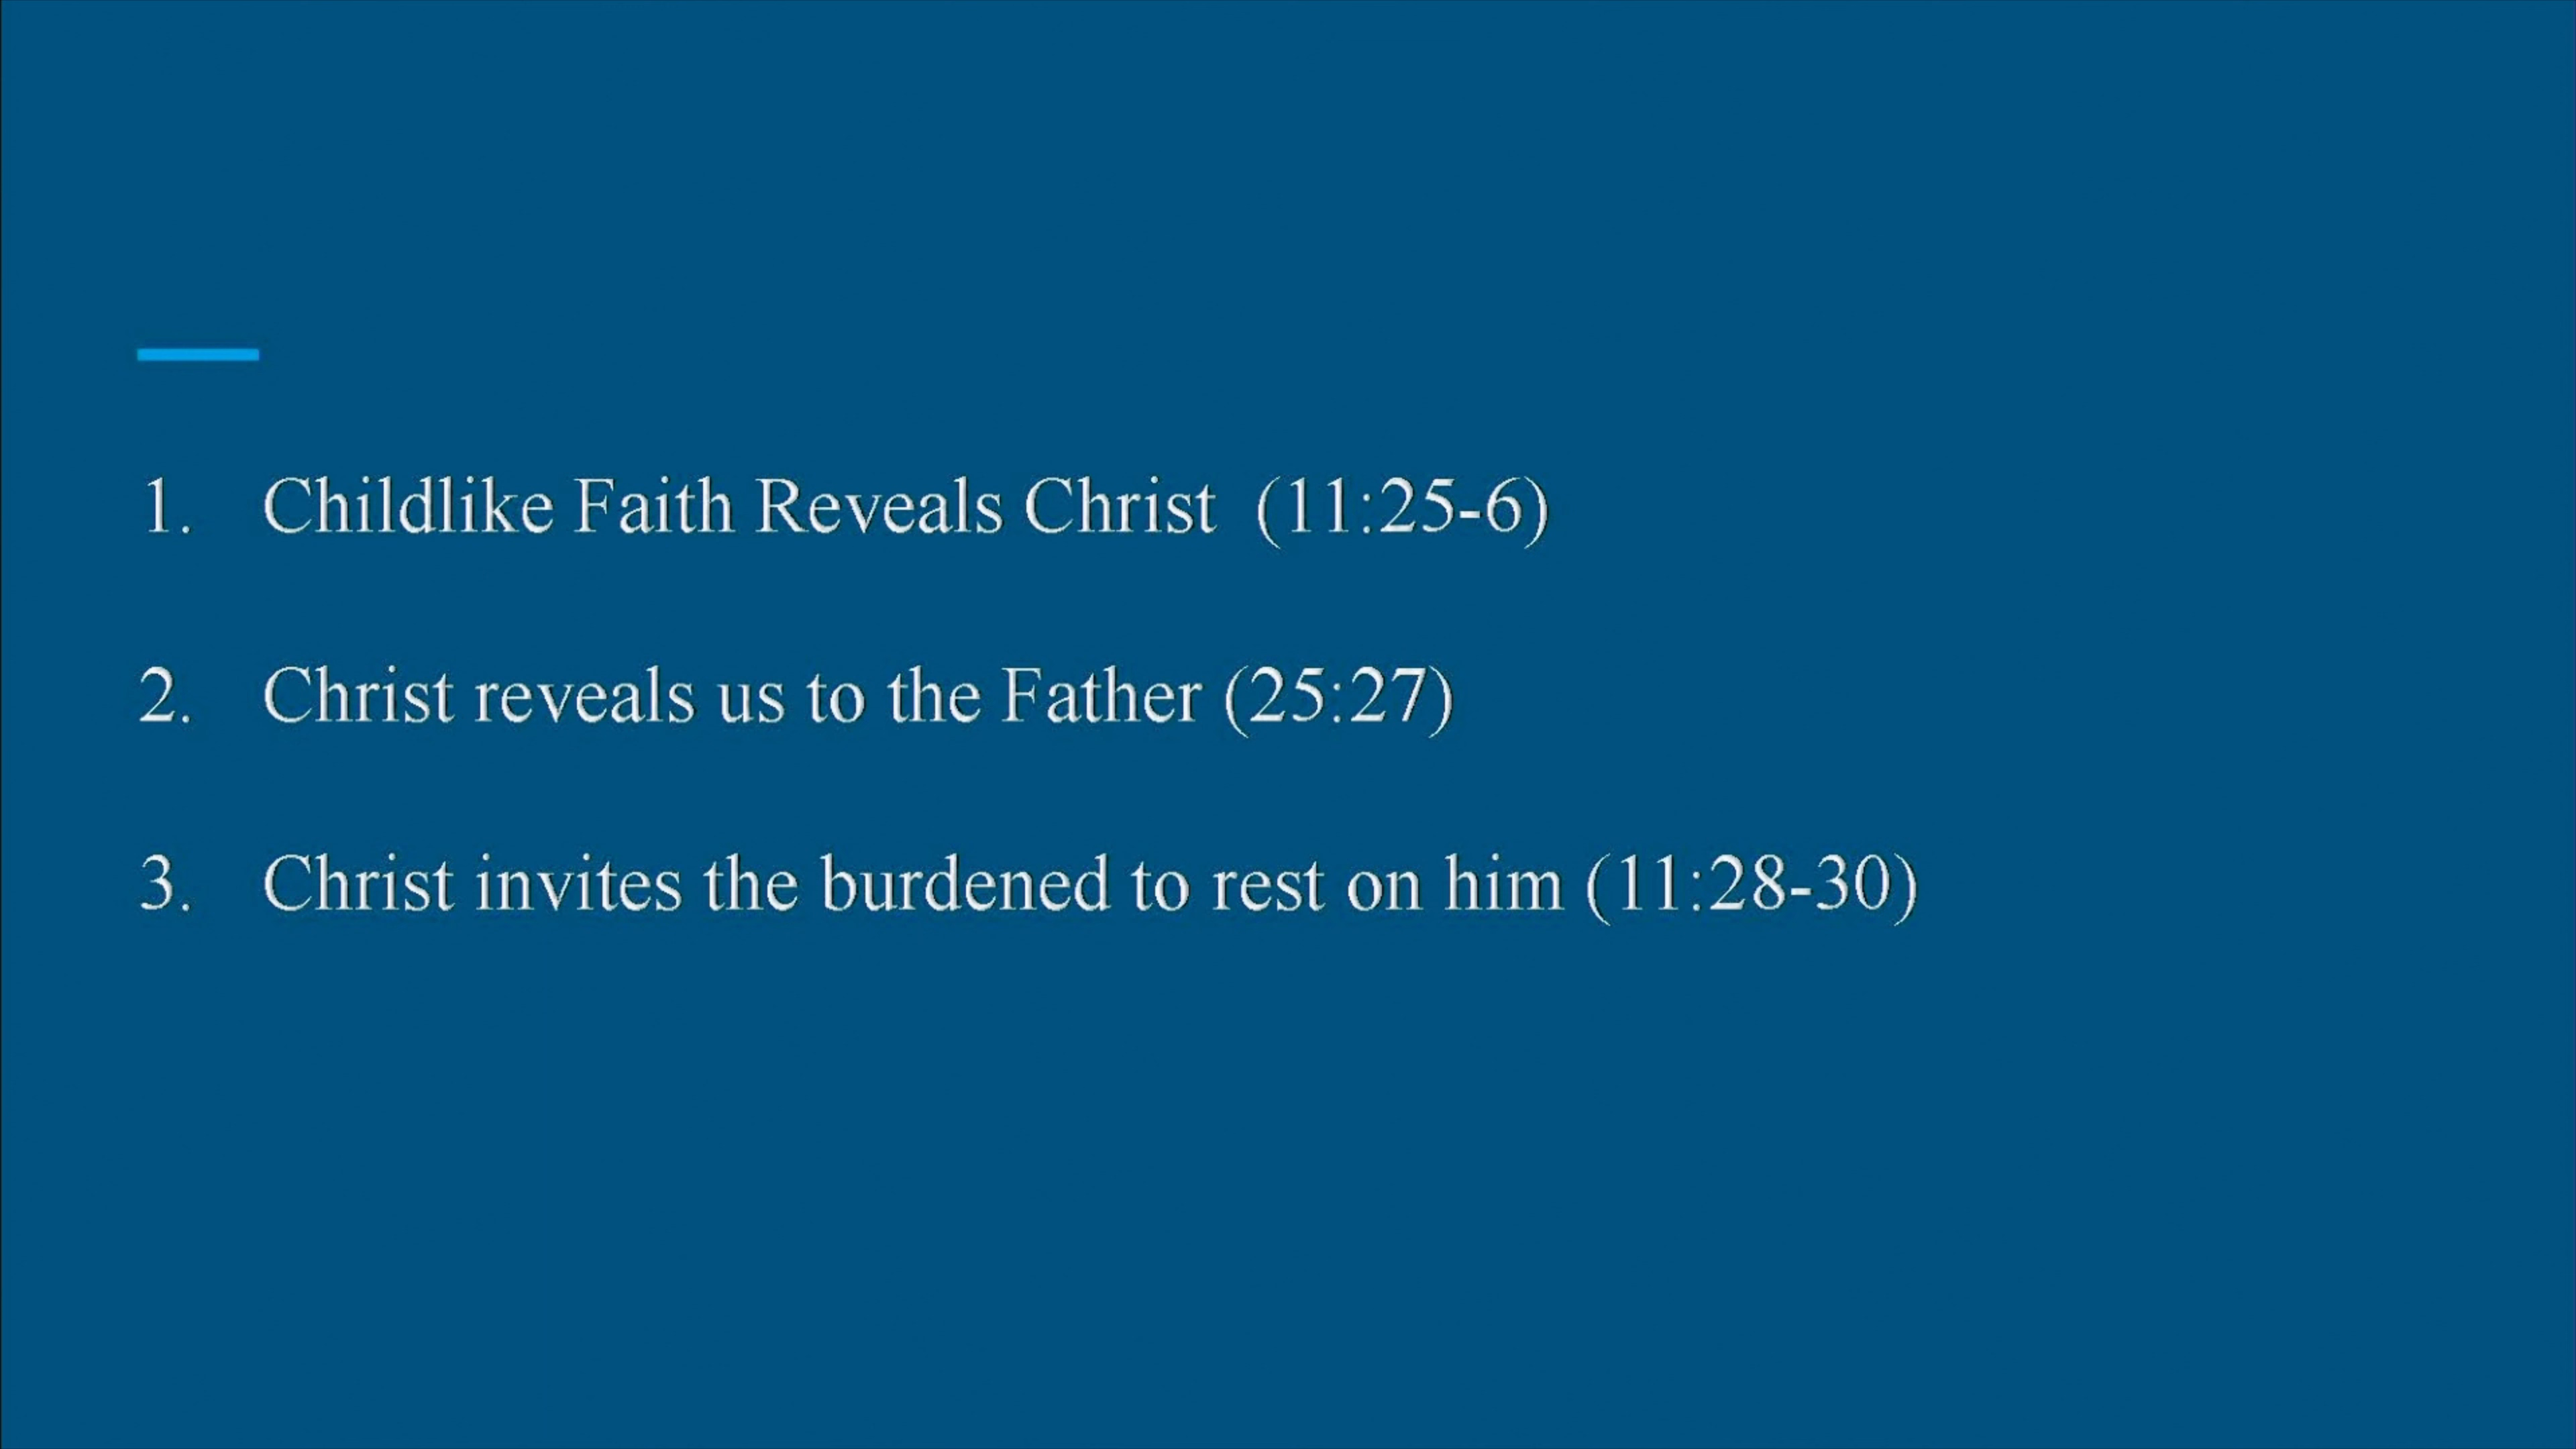 1. Childlike Faith Reveals Christ (11:25-6)
2. Christ reveals us to the Father (25:27)
3. Christ invites the burdened to rest on him (11:28-30)